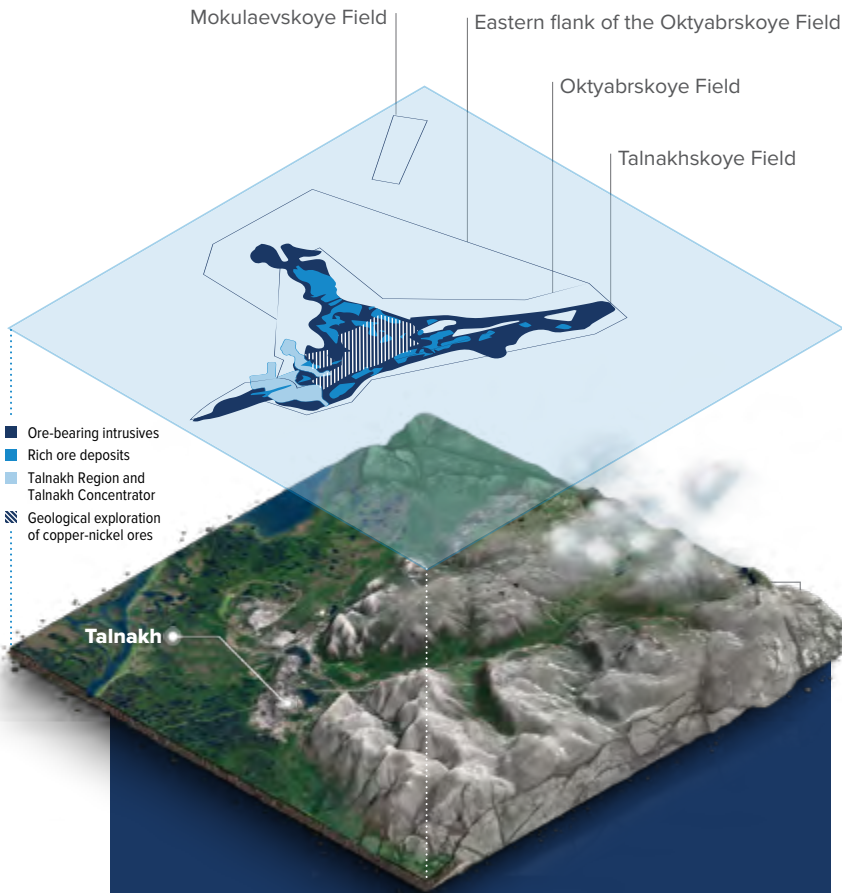 Mokulaevskoye Field
Eastern flank of the Oktyabrskoye Field
Oktyabrskoye Field
Talnakhskoye Field
Ore-bearing intrusives
Rich ore deposits
Talnakh Region and
Talnakh Concentrator
Geological exploration
of copper-nickel ores
Talnakh